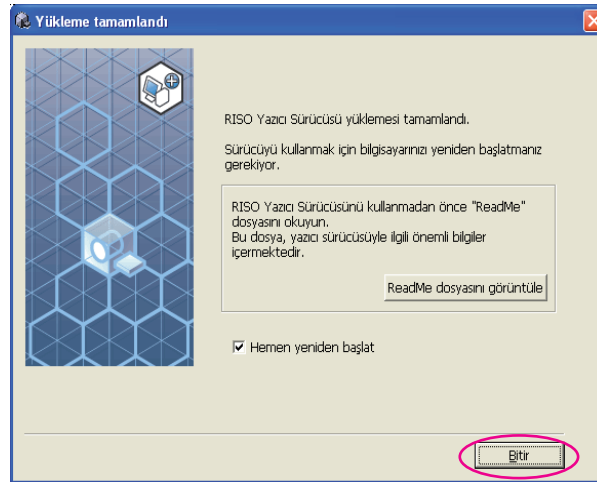 Yükleme tamamlandı
RISO Yazıcı Sürücüsü yüklemesi tamamlandı.
Sürücüyü kullanmak için bilgisayarınızı yeniden başlatmanız
gerekiyor.
RISO Yazıcı Sürücüsünü kullanmadan önce "ReadMe"
dosyasını okuyun.
Bu dosya, yazıcı sürücüsüyle ilgili önemli bilgiler
içermektedir.
ReadMe dosyasını görüntüle
Hemen yeniden başlat
Bitir